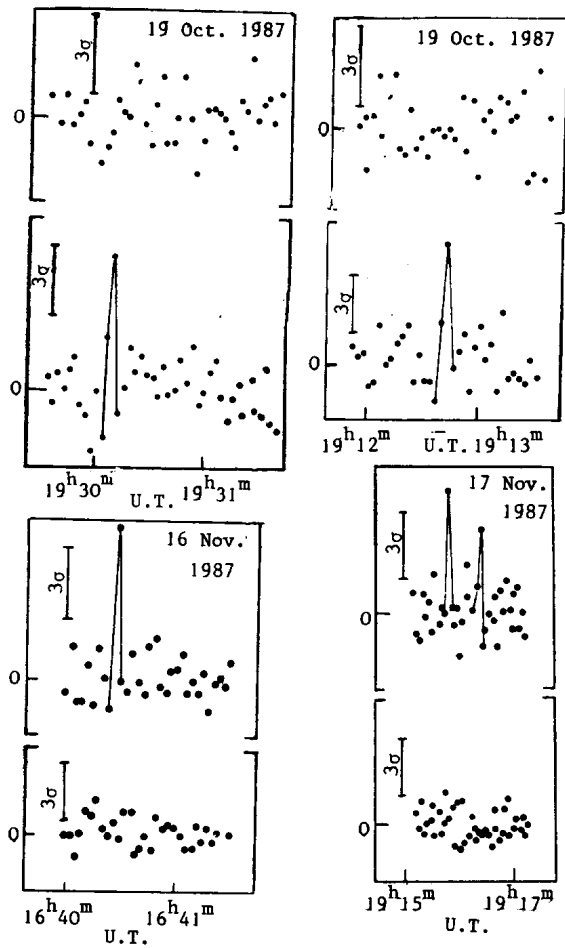 19 Oct. 1987
3σ
0
3σ
0
19h30m 19h31m
U.T.
19 Oct. 1987
3σ
0
3σ
0
19h12m U.T. 19h13m
16 Nov.
1987
3σ
0
3σ
0
16h40m 16h41m
U.T.
17 Nov.
1987
3σ
0
3σ
0
19h15m 19h17m
U.T.